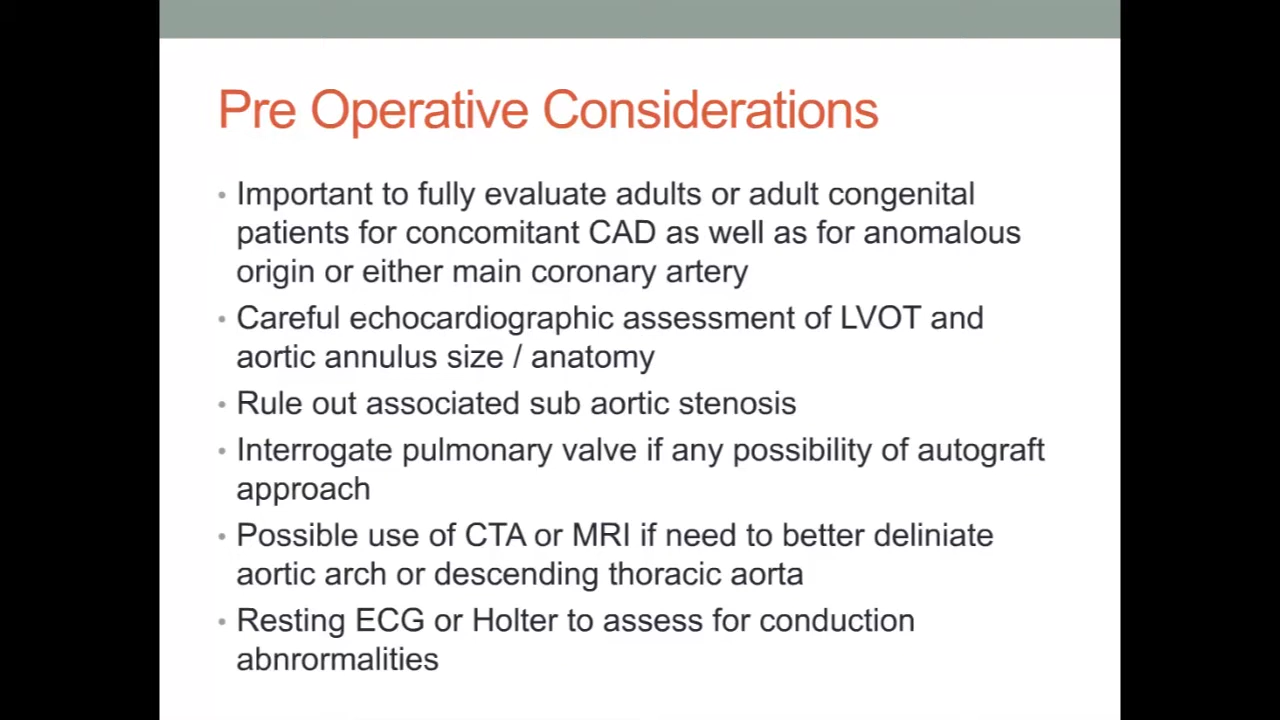 Pre Operative Considerations
• Important to fully evaluate adults or adult congenital
patients for concomitant CAD as well as for anomalous
origin or either main coronary artery
• Careful echocardiographic assessment of LVOT and
aortic annulus size / anatomy
• Rule out associated sub aortic stenosis
• Interrogate pulmonary valve if any possibility of autograft
approach
• Possible use of CTA or MRI if need to better deliniate
aortic arch or descending thoracic aorta
• Resting ECG or Holter to assess for conduction
abnrormalities